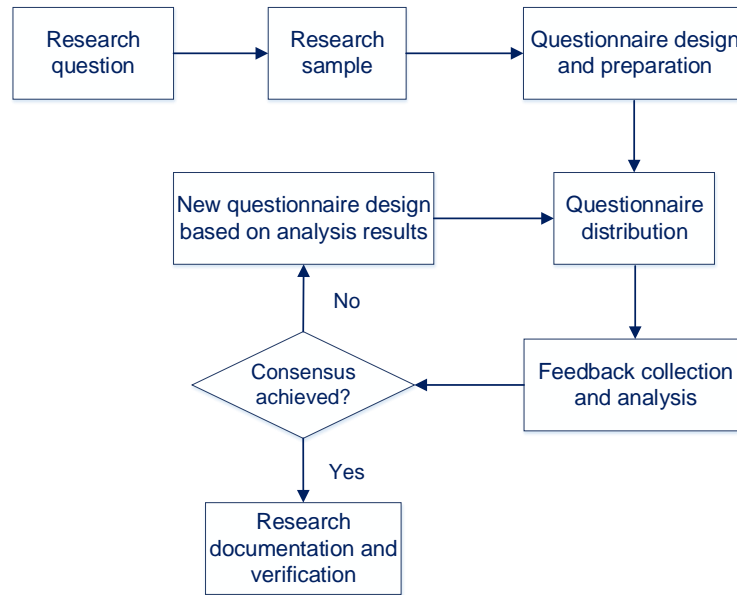 Research
question
Research
sample
Questionnaire design
and preparation
New questionnaire design
based on analysis results
Questionnaire
distribution
No
Consensus
achieved?
Feedback collection
and analysis
Yes
Research
documentation and
verification